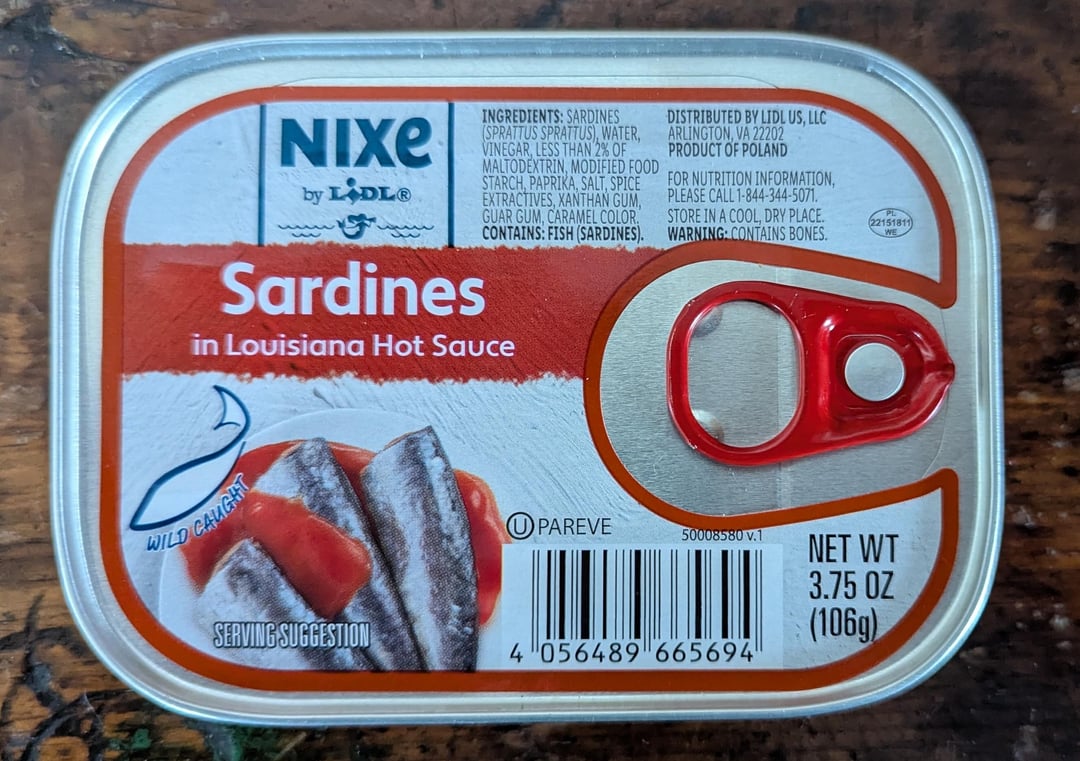 NIXe
by LiDL®
INGREDIENTS: SARDINES
(SPRATTUS SPRATTUS), WATER,
VINEGAR, LESS THAN 2% OF
MALTODEXTRIN, MODIFIED FOOD
STARCH, PAPRIKA, SALT, SPICE
EXTRACTIVES, XANTHAN GUM,
GUAR GUM, CARAMEL COLOR.
CONTAINS: FISH (SARDINES).
DISTRIBUTED BY LIDL US, LLC
ARLINGTON, VA 22202
PRODUCT OF POLAND
FOR NUTRITION INFORMATION,
PLEASE CALL 1-844-344-5071.
STORE IN A COOL, DRY PLACE.
WARNING: CONTAINS BONES.
PL
22151811
WE
Sardines
in Louisiana Hot Sauce
WILD CAUGHT
SERVING SUGGESTION
U PAREVE
50008580 v.1
4 056489 665694
NET WT
3.75 OZ
(106g)